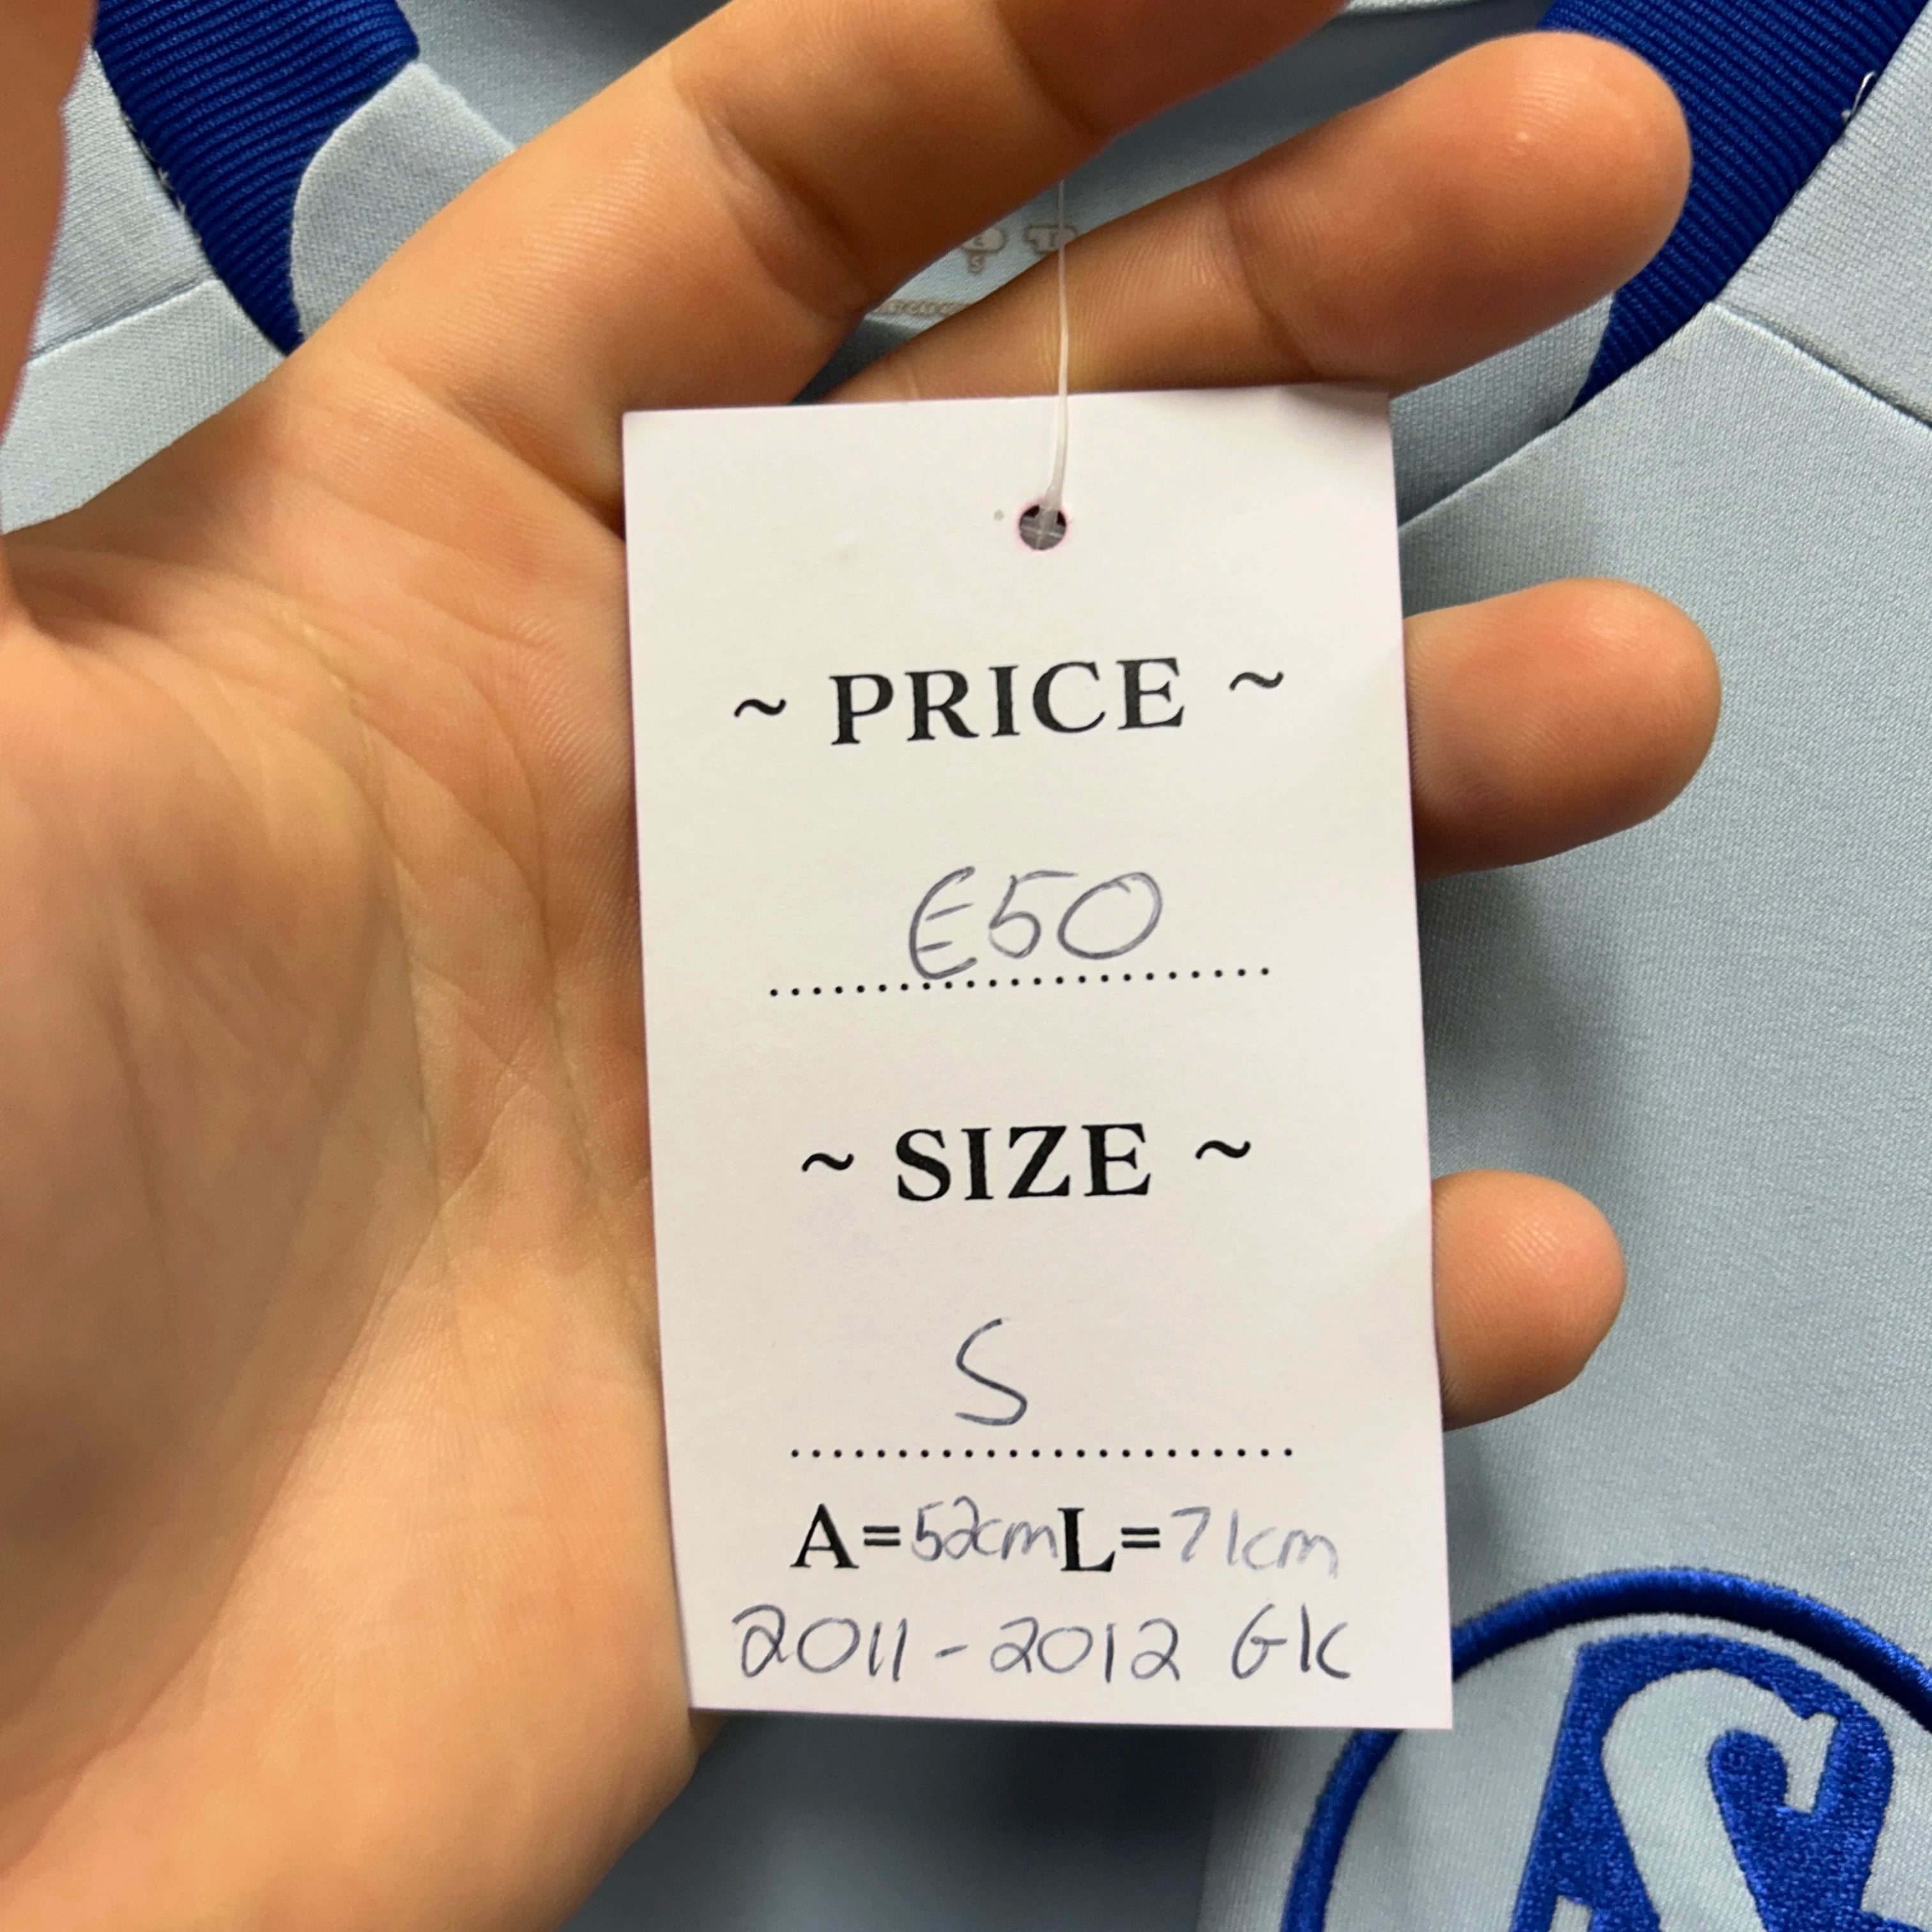 ~ PRICE ~
€50
~ SIZE ~
S
A=52cm L=71cm
2011-2012 GK
S